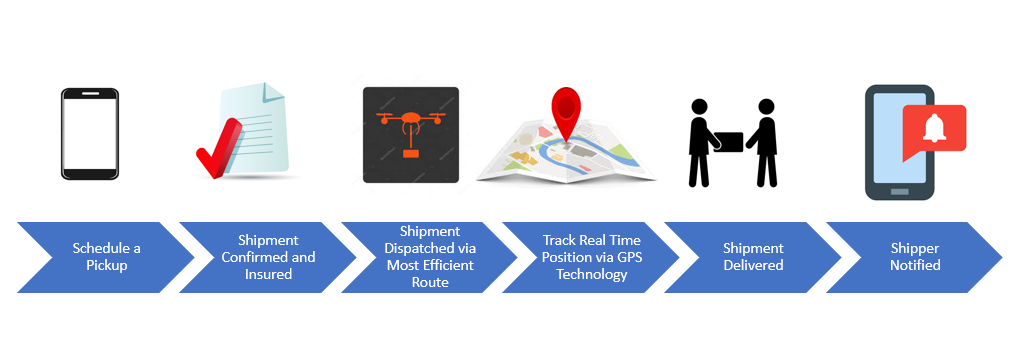 Schedule a
Pickup
Shipment
Confirmed and
Insured
Shipment
Dispatched via
Most Efficient
Route
Track Real Time
Position via GPS
Technology
Shipment
Delivered
Shipper
Notified